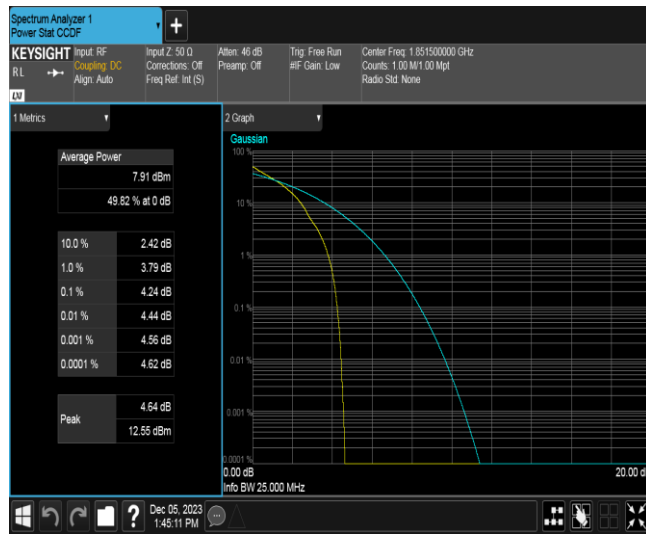 Spectrum Analyzer 1
Power Stat CCDF
+
KEYSIGHT
RL
LXI
Input: RF
Coupling: DC
Align: Auto
Input Z: 50 Ω
Corrections: Off
Freq Ref: Int (S)
Atten: 46 dB
Preamp: Off
Trig: Free Run
#IF Gain: Low
Center Freq: 1.851500000 GHz
Counts: 1.00 M/1.00 Mpt
Radio Std: None
1 Metrics
Average Power
7.91 dBm
49.82 % at 0 dB
10.0 % 2.42 dB
1.0 % 3.79 dB
0.1 % 4.24 dB
0.01 % 4.44 dB
0.001 % 4.56 dB
0.0001 % 4.62 dB
Peak
4.64 dB
12.55 dBm
2 Graph
Gaussian
100 %
10 %
1 %
0.1 %
0.01 %
0.001 %
0.0001 %
0.00 dB
20.00 d
Info BW 25.000 MHz
?
Dec 05, 2023
1:45:11 PM